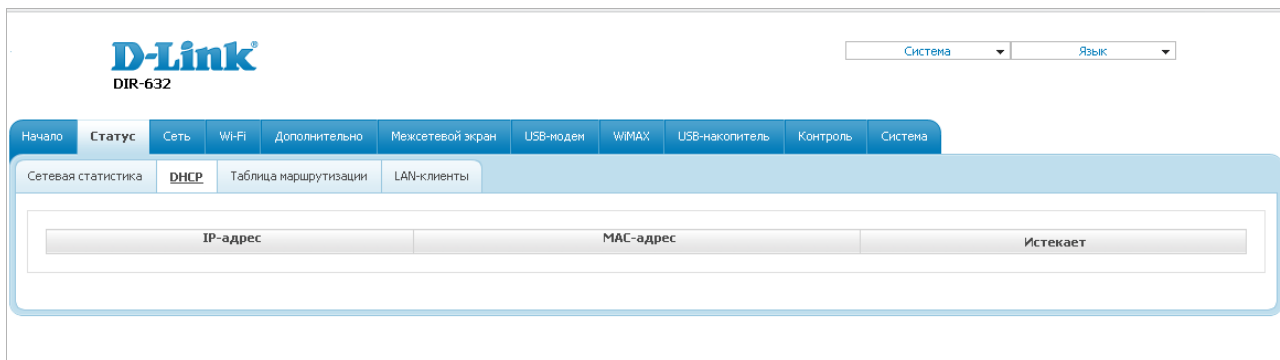 D-Link®
DIR-632
Система Язык
Начало Статус Сеть Wi-Fi Дополнительно Межсетевой экран USB-модем WiMAX USB-накопитель Контроль Система
Сетевая статистика DHCP Таблица маршрутизации LAN-клиенты
IP-адрес MAC-адрес Истекает